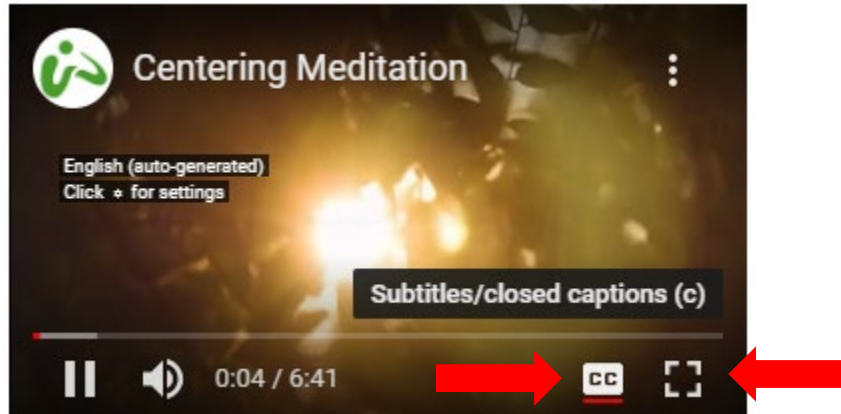 Centering Meditation
English (auto-generated)
Click for settings
Subtitles/closed captions (c)
0:04 / 6:41
CC